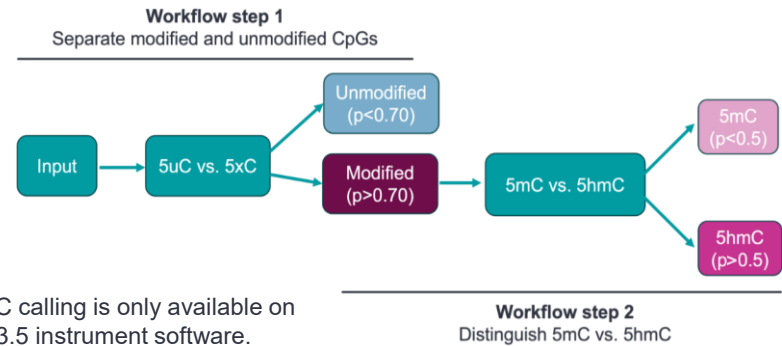 Workflow step 1
Separate modified and unmodified CpGs
Input
5uC vs. 5xC
Unmodified
(p<0.70)
Modified
(p>0.70)
5mC vs. 5hmC
5mC
(p<0.5)
5hmC
(p>0.5)
C calling is only available on
3.5 instrument software.
Workflow step 2
Distinguish 5mC vs. 5hmC